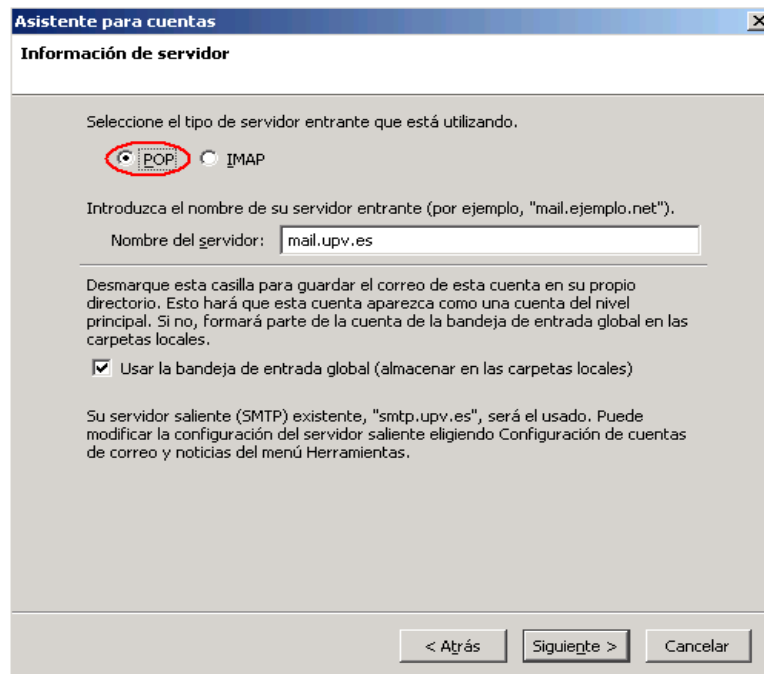 Asistente para cuentas
Información de servidor
Seleccione el tipo de servidor entrante que está utilizando.
POP IMAP
Introduzca el nombre de su servidor entrante (por ejemplo, "mail.ejemplo.net").
Nombre del servidor: mail.upv.es
Desmarque esta casilla para guardar el correo de esta cuenta en su propio
directorio. Esto hará que esta cuenta aparezca como una cuenta del nivel
principal. Si no, formará parte de la cuenta de la bandeja de entrada global en las
carpetas locales.
Usar la bandeja de entrada global (almacenar en las carpetas locales)
Su servidor saliente (SMTP) existente, "smtp.upv.es", será el usado. Puede
modificar la configuración del servidor saliente eligiendo Configuración de cuentas
de correo y noticias del menú Herramientas.
< Atrás Siguiente > Cancelar